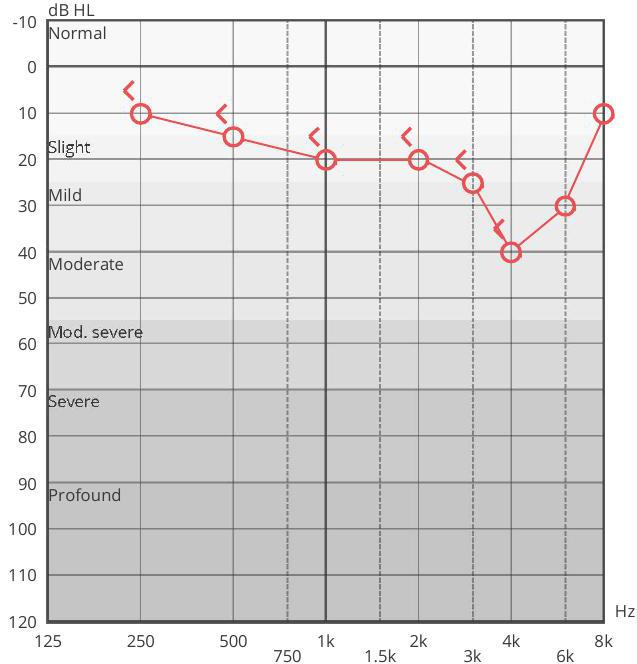 dB HL
-10
Normal
0
10
Slight
20
Mild
30
40
Moderate
50
Mod. severe
60
70
Severe
80
90
Profound
100
110
120
Hz
125 250 500 1k 2k 4k 8k
750 1.5k 3k 6k